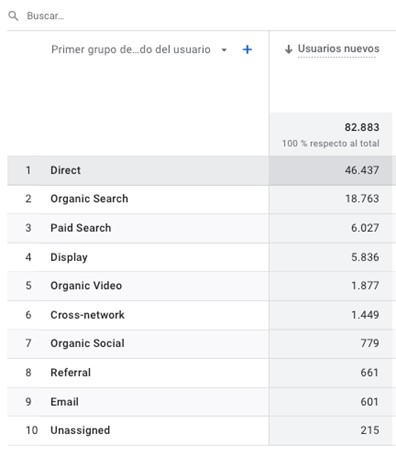 Buscar...
Primer grupo de...do del usuario
Usuarios nuevos
82.883
100 % respecto al total
1 Direct 46.437
2 Organic Search 18.763
3 Paid Search 6.027
4 Display 5.836
5 Organic Video 1.877
6 Cross-network 1.449
7 Organic Social 779
8 Referral 661
9 Email 601
10 Unassigned 215